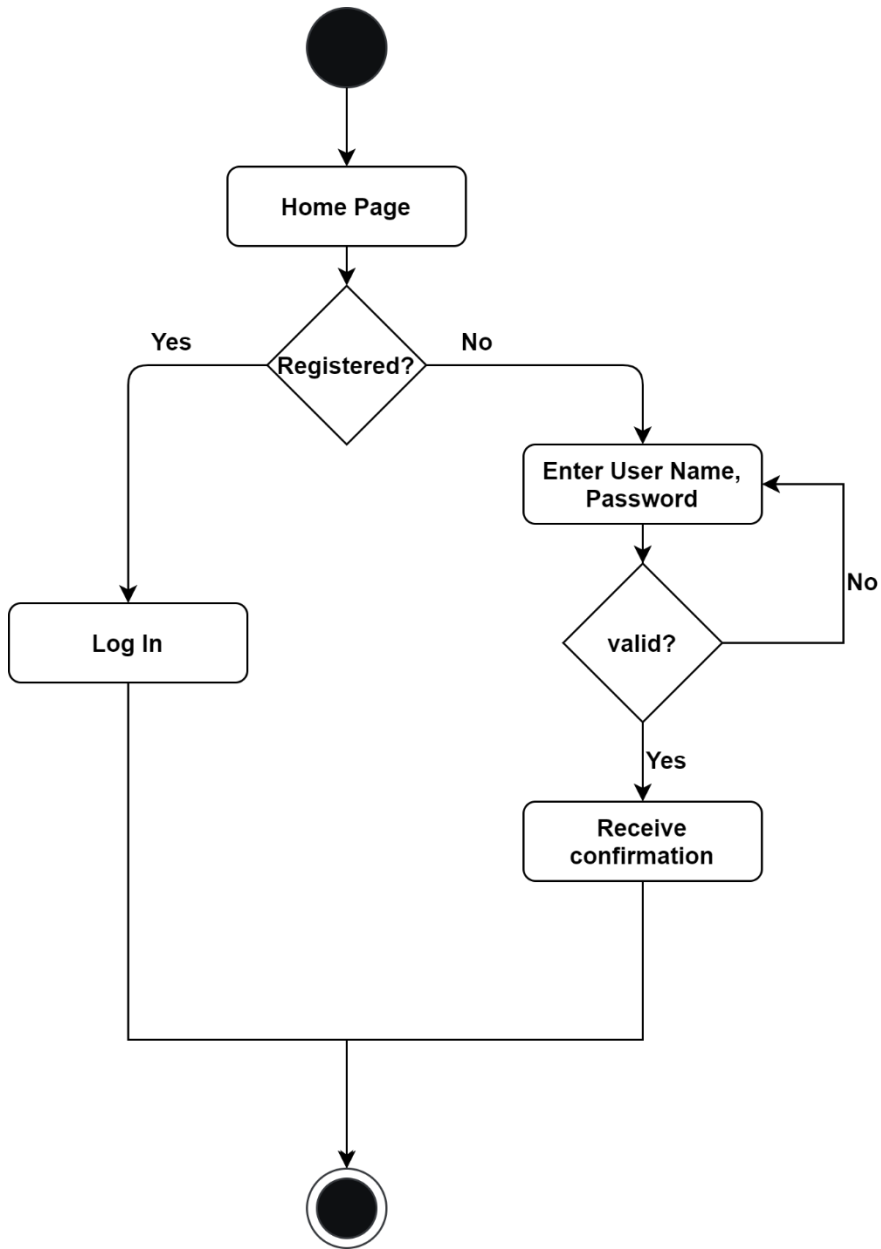 Home Page
Yes
Registered?
No
Enter User Name,
Password
No
Log In
valid?
Yes
Receive
confirmation